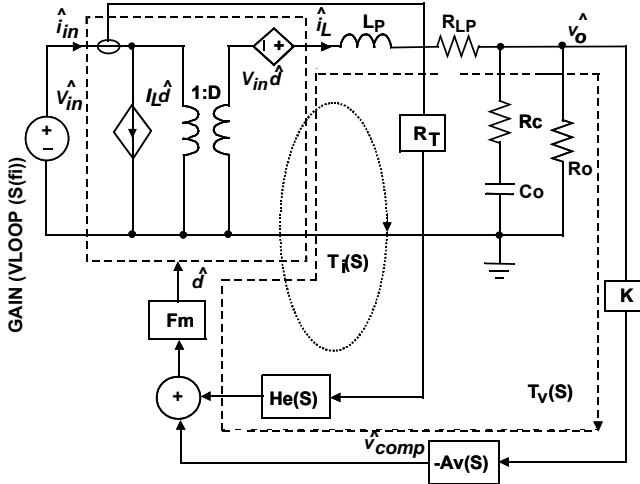 î_in
î_L
L_P
R_LP
v̂_o
V̂_in
I_L d̂
1:D
V_in d̂
+
−
R_T
Rc
Ro
Co
T_i(S)
GAIN (VLOOP (S(fi))
d̂
Fm
K
+
He(S)
T_v(S)
v̂_comp
-Av(S)